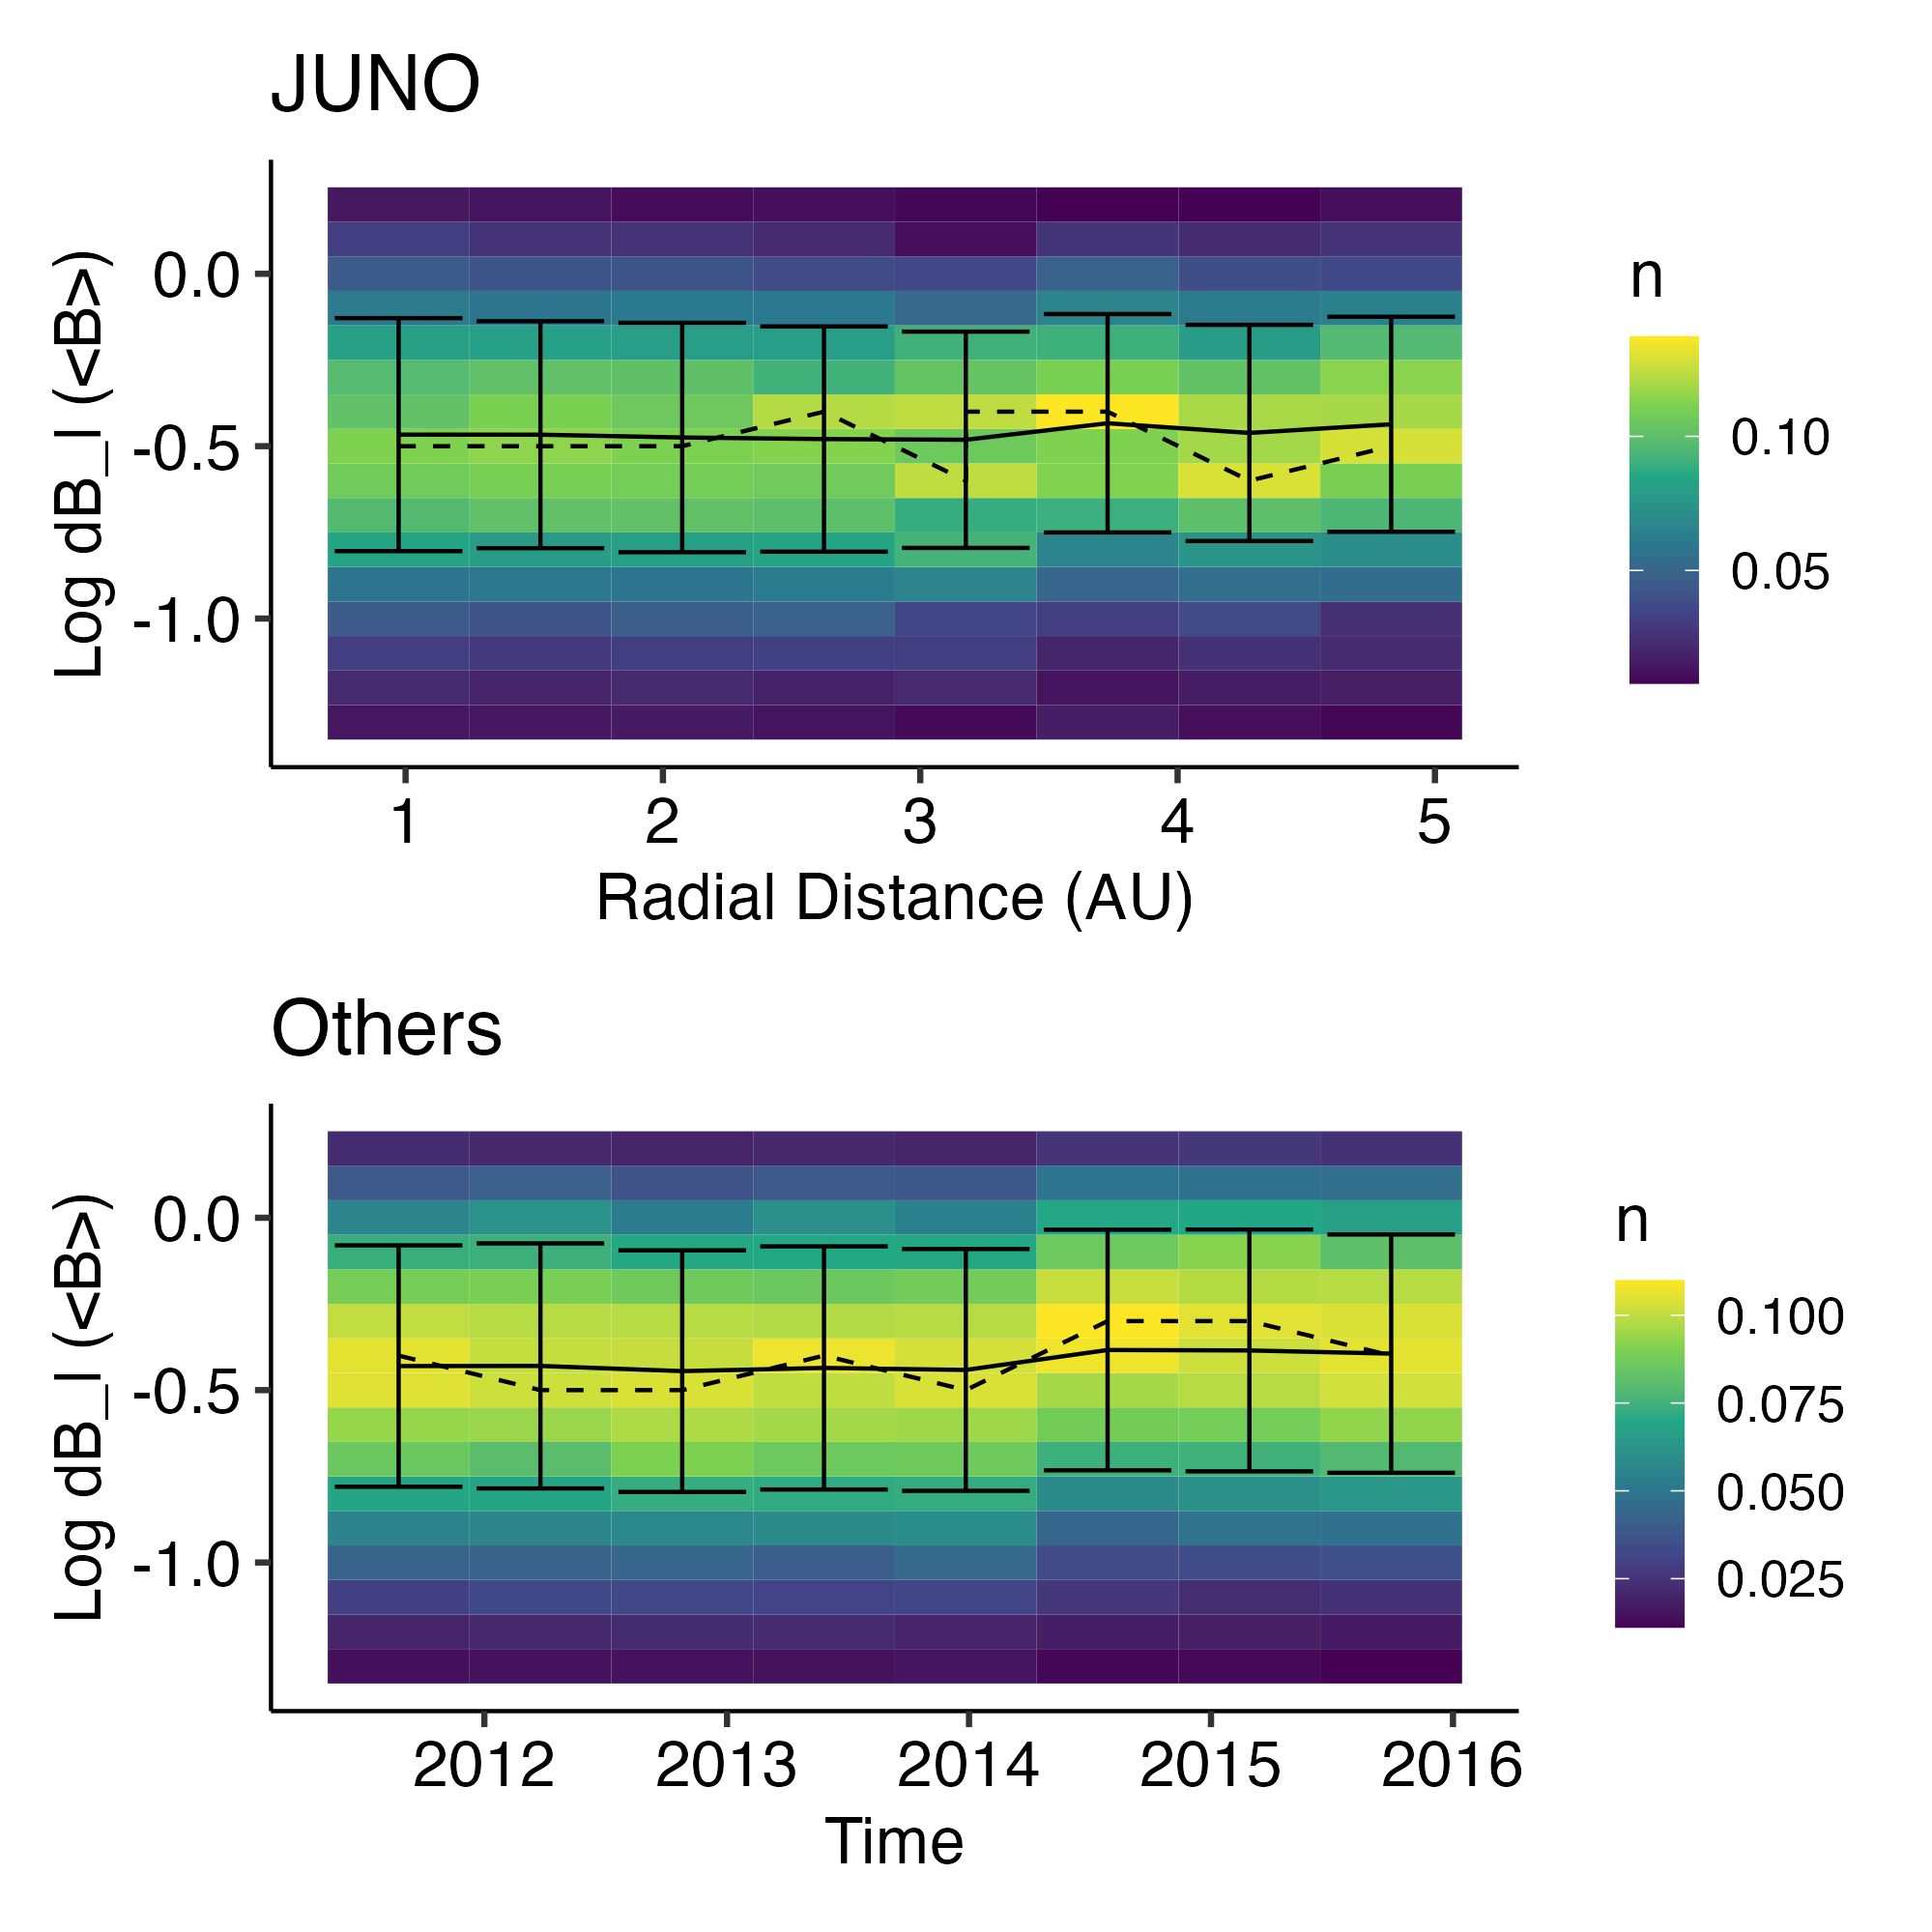 JUNO
Log dB_l (<B>)
0.0
-0.5
-1.0
1 2 3 4 5
Radial Distance (AU)
n
0.10
0.05
Others
Log dB_l (<B>)
0.0
-0.5
-1.0
2012 2013 2014 2015 2016
Time
n
0.100
0.075
0.050
0.025